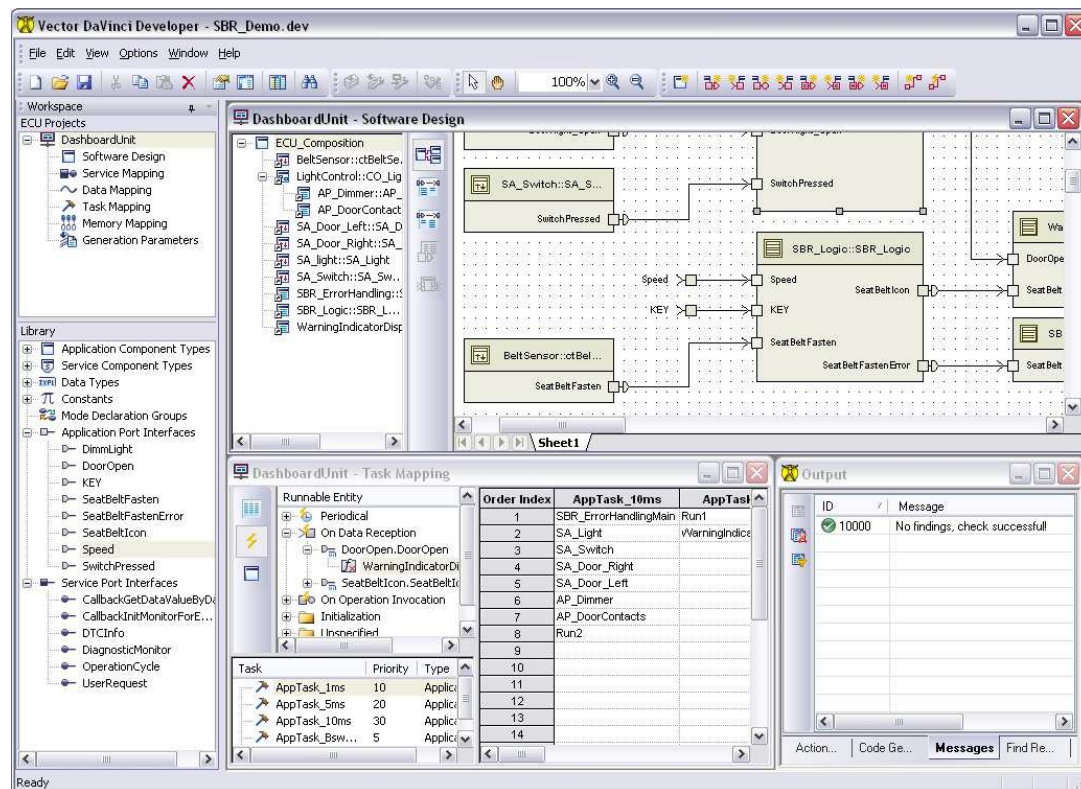 Vector DaVinci Developer - SBR_Demo.dev
File Edit View Options Window Help
100%
Workspace
ECU Projects
DashboardUnit
Software Design
Service Mapping
Data Mapping
Task Mapping
Memory Mapping
Generation Parameters
Library
Application Component Types
Service Component Types
Data Types
Constants
Mode Declaration Groups
Application Port Interfaces
DimmLight
DoorOpen
KEY
SeatBeltFasten
SeatBeltFastenError
SeatBeltIcon
Speed
SwitchPressed
Service Port Interfaces
CallbackGetDataValueByDa
CallbackInitMonitorForE...
DTCInfo
DiagnosticMonitor
OperationCycle
UserRequest
DashboardUnit - Software Design
ECU_Composition
BeltSensor::ctBeltSe.
LightControl::CO_Lig
AP_Dimmer::AP_
AP_DoorContact
SA_Door_Left::SA_D
SA_Door_Right::SA_
SA_light::SA_Light
SA_Switch::SA_Sw..
SBR_ErrorHandling::S
SBR_Logic::SBR_L...
WarningIndicatorDisp
SA_Switch::SA_S...
SwitchPressed
SwitchPressed
SBR_Logic::SBR_Logic
Speed
Speed
SeatBeltIcon
KEY
KEY
SeatBeltFasten
SeatBeltFastenError
BeltSensor::ctBel...
SeatBeltFasten
Wa
DoorOpe
SeatBelt
SB
SeatBelt
Sheet1
DashboardUnit - Task Mapping
Runnable Entity
Periodical
On Data Reception
DoorOpen.DoorOpen
WarningIndicatorDi
SeatBeltIcon.SeatBeltIc
On Operation Invocation
Initialization
Unspecified
Task Priority Type
AppTask_1ms 10 Applica
AppTask_5ms 20 Applica
AppTask_10ms 30 Applica
AppTask_Bsw... 5 Applica
Order Index AppTask_10ms AppTask
1 SBR_ErrorHandlingMain Run1
2 SA_Light WarningIndica
3 SA_Switch
4 SA_Door_Right
5 SA_Door_Left
6 AP_Dimmer
7 AP_DoorContacts
8 Run2
9
10
11
12
13
14
Output
ID / Message
10000 No findings, check successful!
Action... Code Ge... Messages Find Re...
Ready